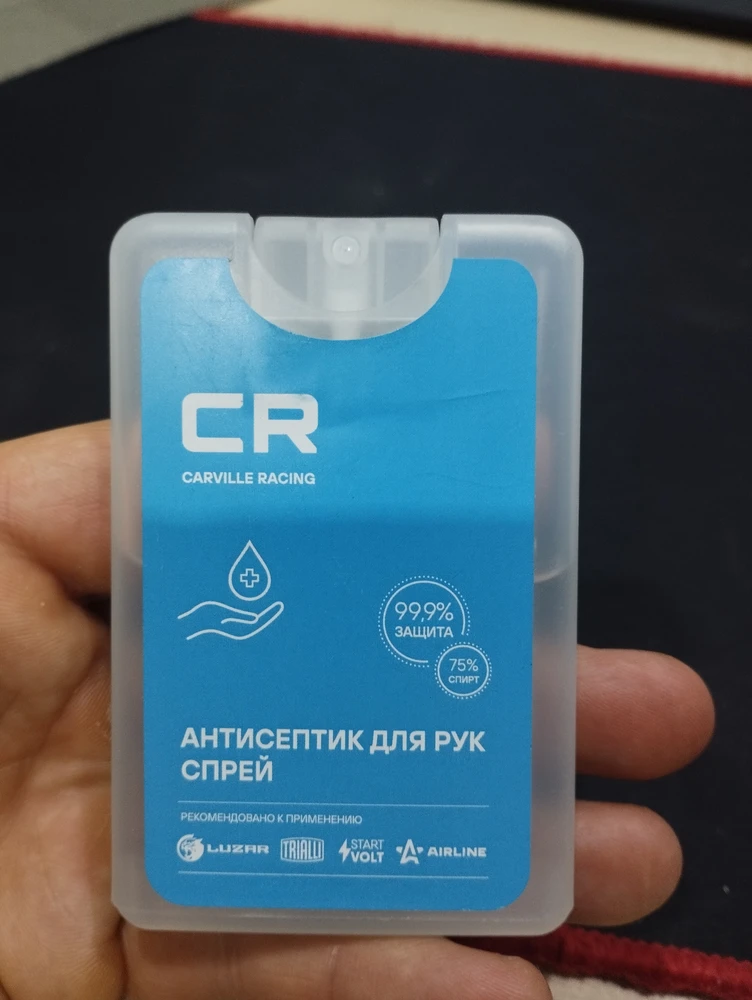 CR
CARVILLE RACING
99,9%
ЗАЩИТА
75%
СПИРТ
АНТИСЕПТИК ДЛЯ РУК
СПРЕЙ
РЕКОМЕНДОВАНО К ПРИМЕНЕНИЮ
LUZAR TRIALLI START VOLT AIRLINE